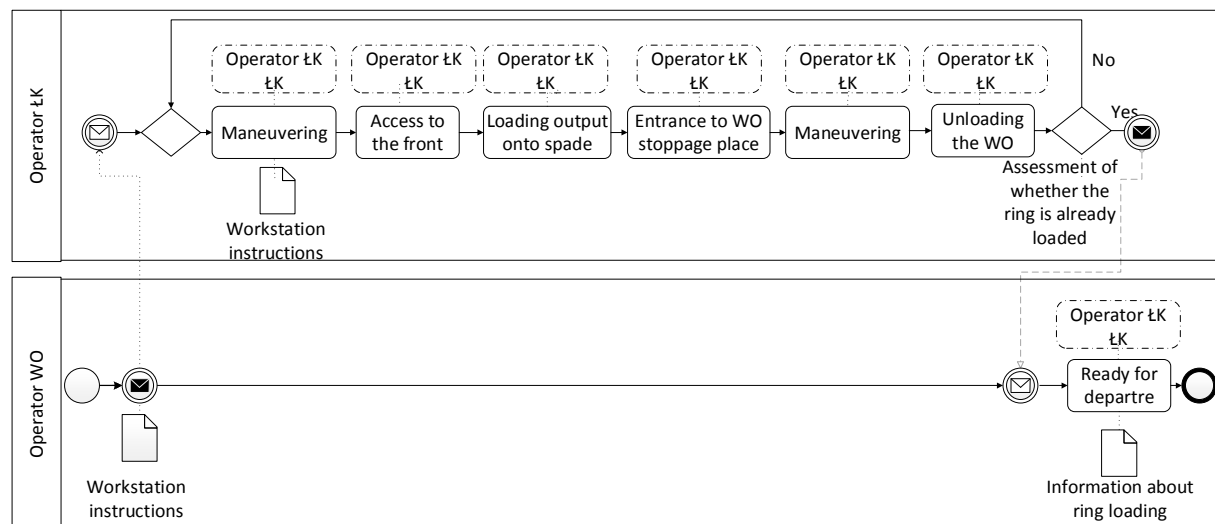 Operator ŁK
No
Operator ŁK
ŁK
Operator ŁK
ŁK
Operator ŁK
ŁK
Operator ŁK
ŁK
Operator ŁK
ŁK
Operator ŁK
ŁK
Maneuvering
Access to
the front
Loading output
onto spade
Entrance to WO
stoppage place
Maneuvering
Unloading
the WO
Yes
Assessment of
whether the
ring is already
loaded
Workstation
instructions
Operator WO
Operator ŁK
ŁK
Ready for
departre
Workstation
instructions
Information about
ring loading